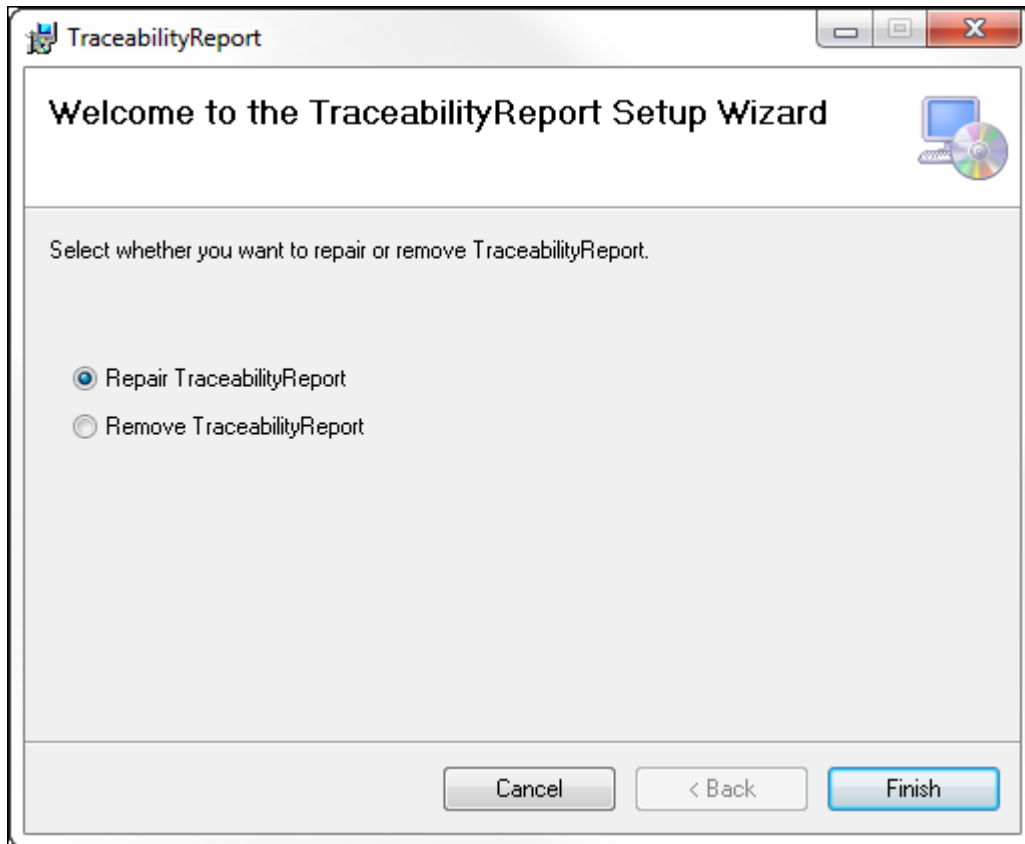 TraceabilityReport
Welcome to the TraceabilityReport Setup Wizard
Select whether you want to repair or remove TraceabilityReport.
Repair TraceabilityReport
Remove TraceabilityReport
Cancel
< Back
Finish